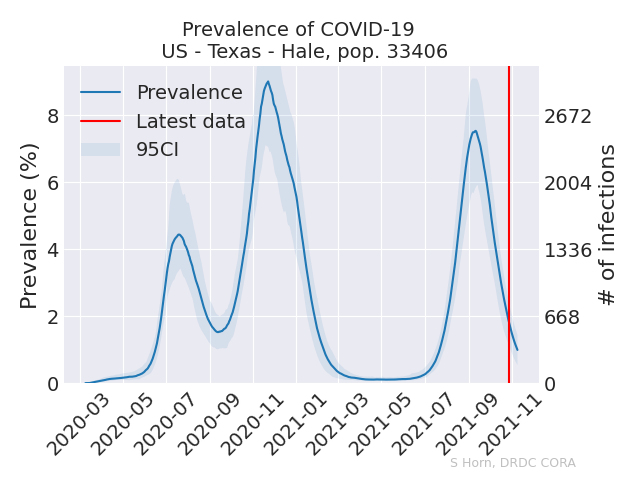 Prevalence of COVID-19
US - Texas - Hale, pop. 33406
Prevalence
Latest data
95CI
Prevalence (%)
8
6
4
2
0
2672
2004
1336
668
0
# of infections
2020-03
2020-05
2020-07
2020-09
2020-11
2021-01
2021-03
2021-05
2021-07
2021-09
2021-11
S Horn, DRDC CORA